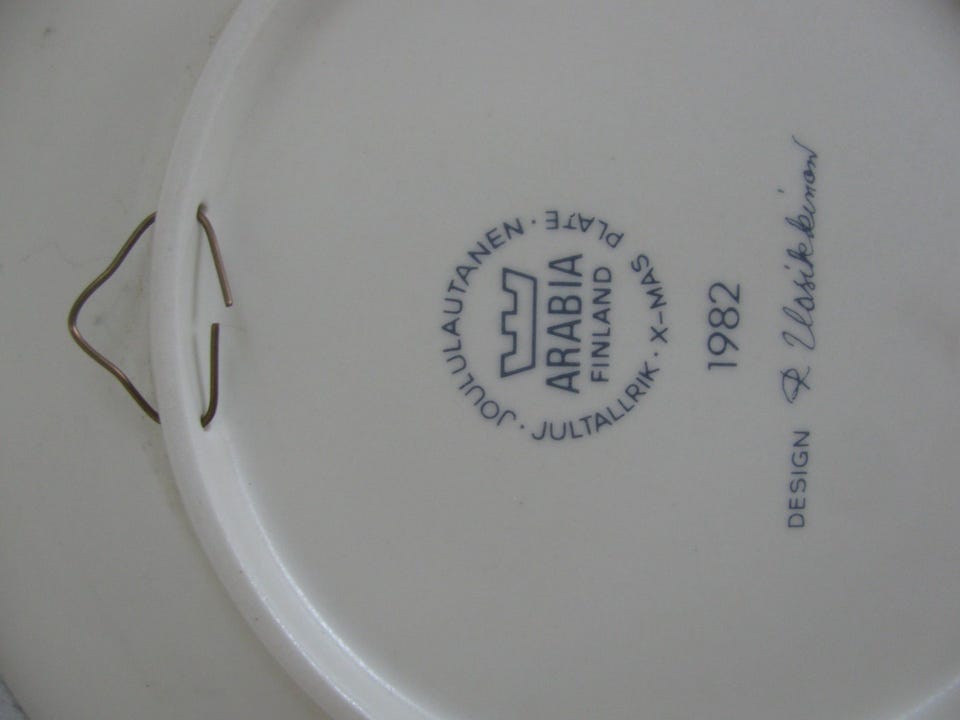 JOULULAUTANEN · JULTALLRIK · X-MAS PLATE ·
ARABIA
FINLAND
1982
DESIGN R Uosikkinen